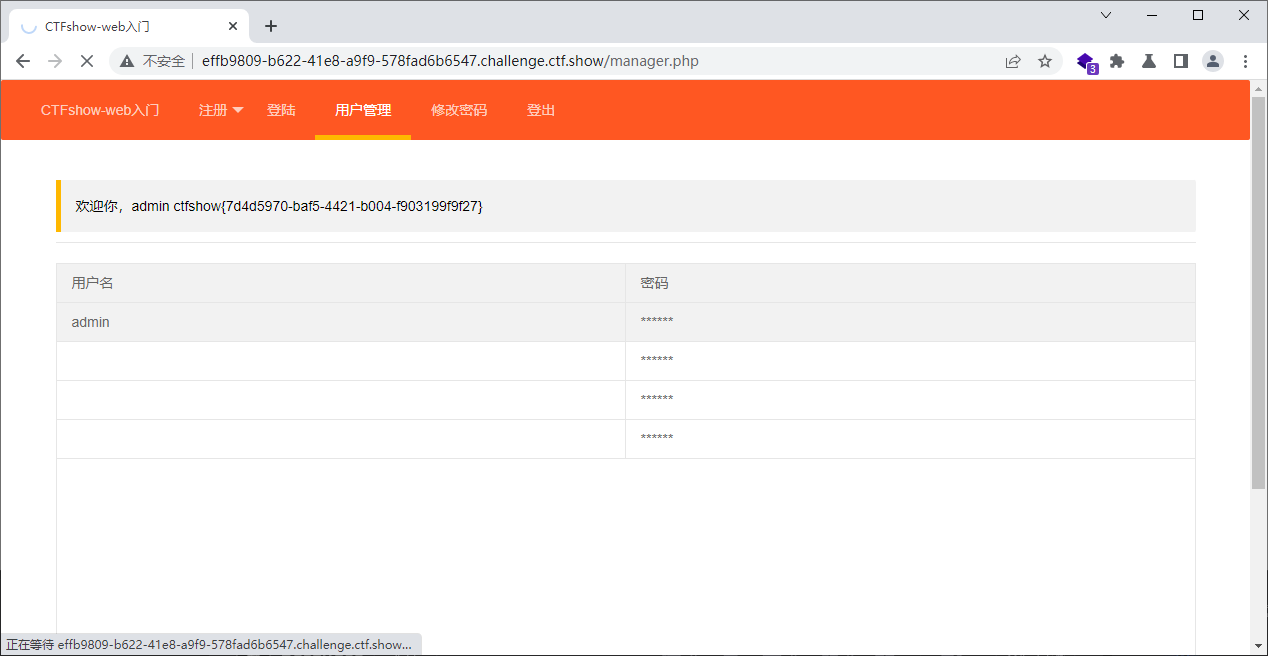 CTFshow-web入门
不安全 effb9809-b622-41e8-a9f9-578fad6b6547.challenge.ctf.show/manager.php
3
CTFshow-web入门 注册 登陆 用户管理 修改密码 登出
欢迎你，admin ctfshow{7d4d5970-baf5-4421-b004-f903199f9f27}
用户名 密码
admin ******
******
******
******
正在等待 effb9809-b622-41e8-a9f9-578fad6b6547.challenge.ctf.show...